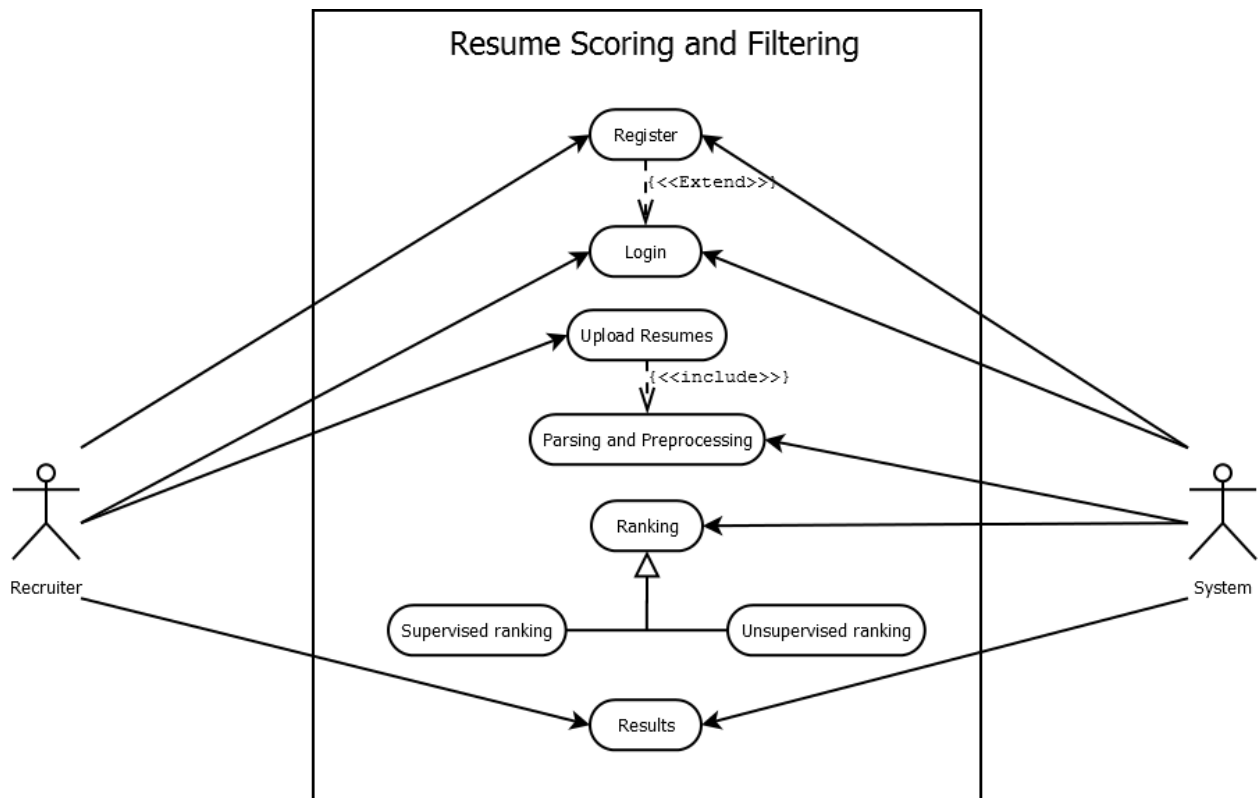 Resume Scoring and Filtering
Register
{<<Extend>>}
Login
Upload Resumes
{<<include>>}
Parsing and Preprocessing
Ranking
Recruiter
System
Supervised ranking
Unsupervised ranking
Results